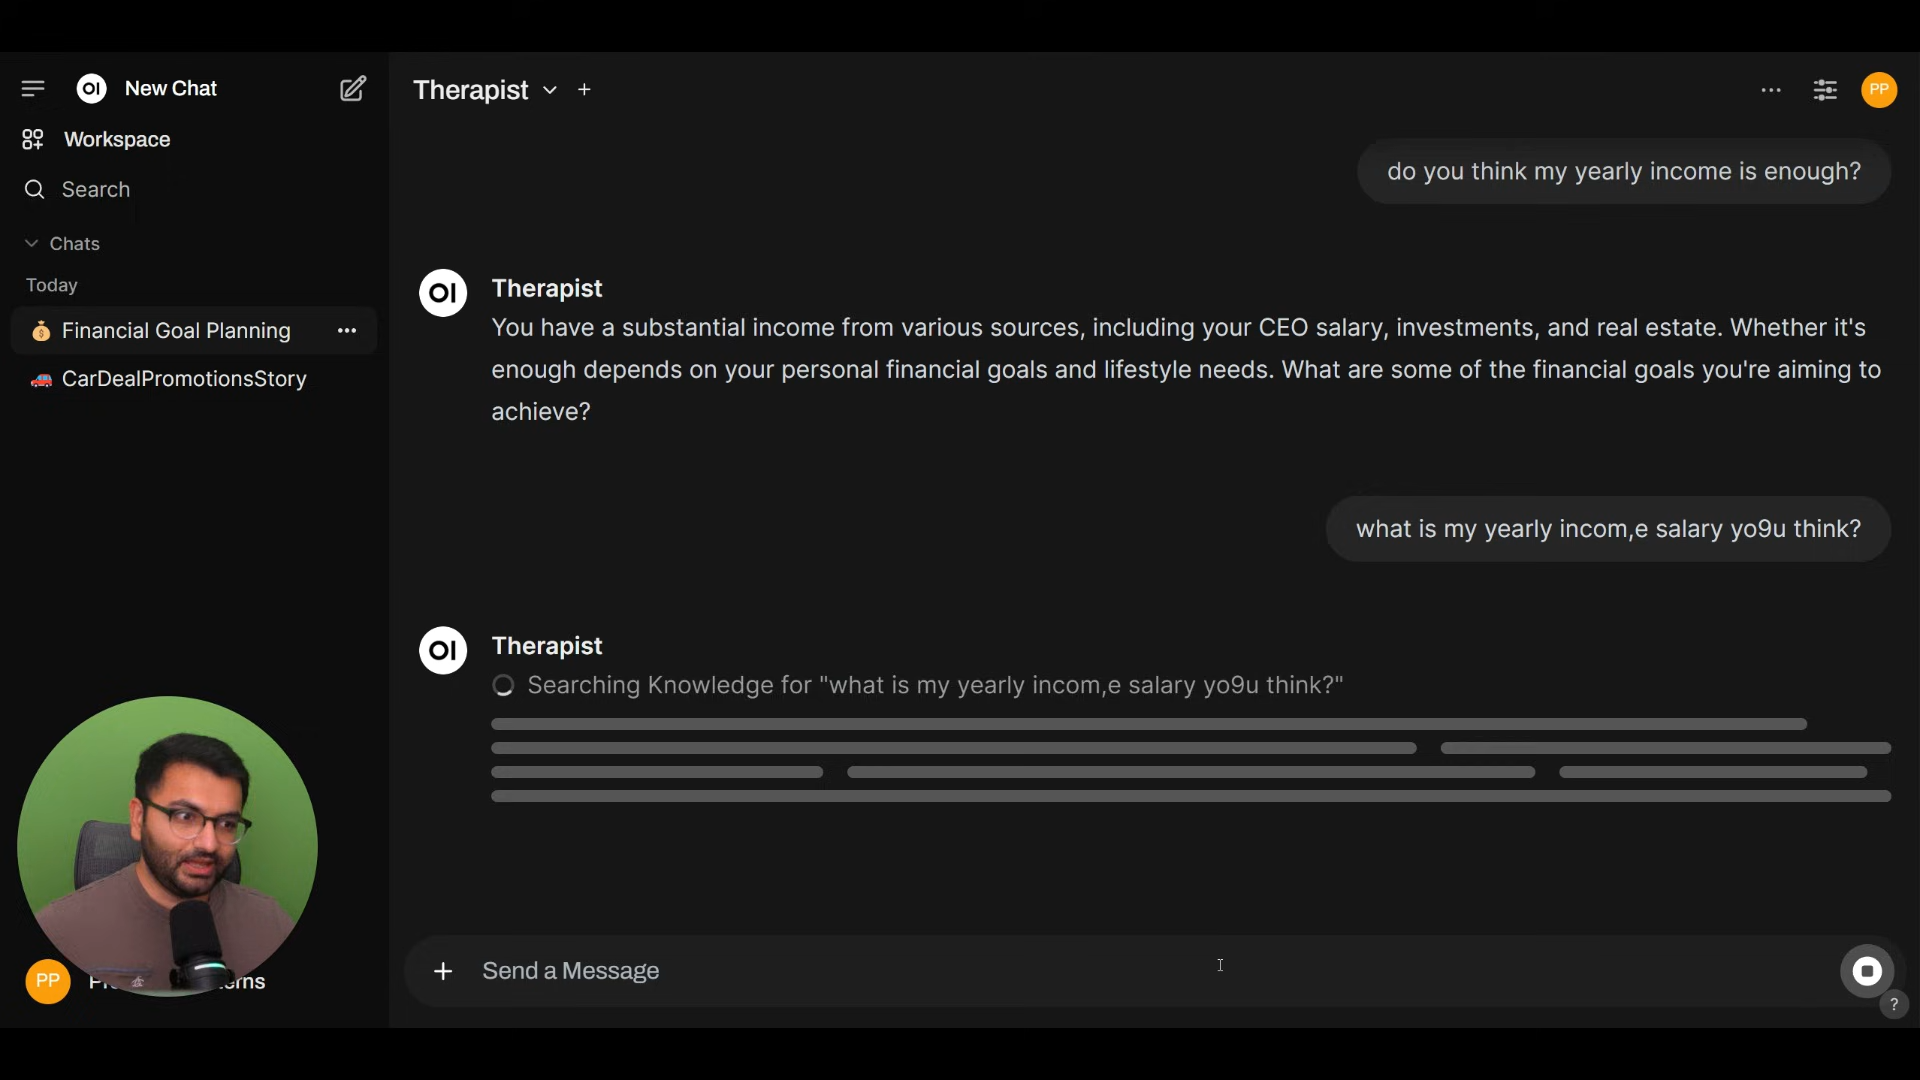 OI New Chat
Workspace
Search
Chats
Today
Financial Goal Planning
CarDealPromotionsStory
PP
Therapist
PP
do you think my yearly income is enough?
OI
Therapist
You have a substantial income from various sources, including your CEO salary, investments, and real estate. Whether it's
enough depends on your personal financial goals and lifestyle needs. What are some of the financial goals you're aiming to
achieve?
what is my yearly incom,e salary yo9u think?
OI
Therapist
Searching Knowledge for "what is my yearly incom,e salary yo9u think?"
Send a Message
?